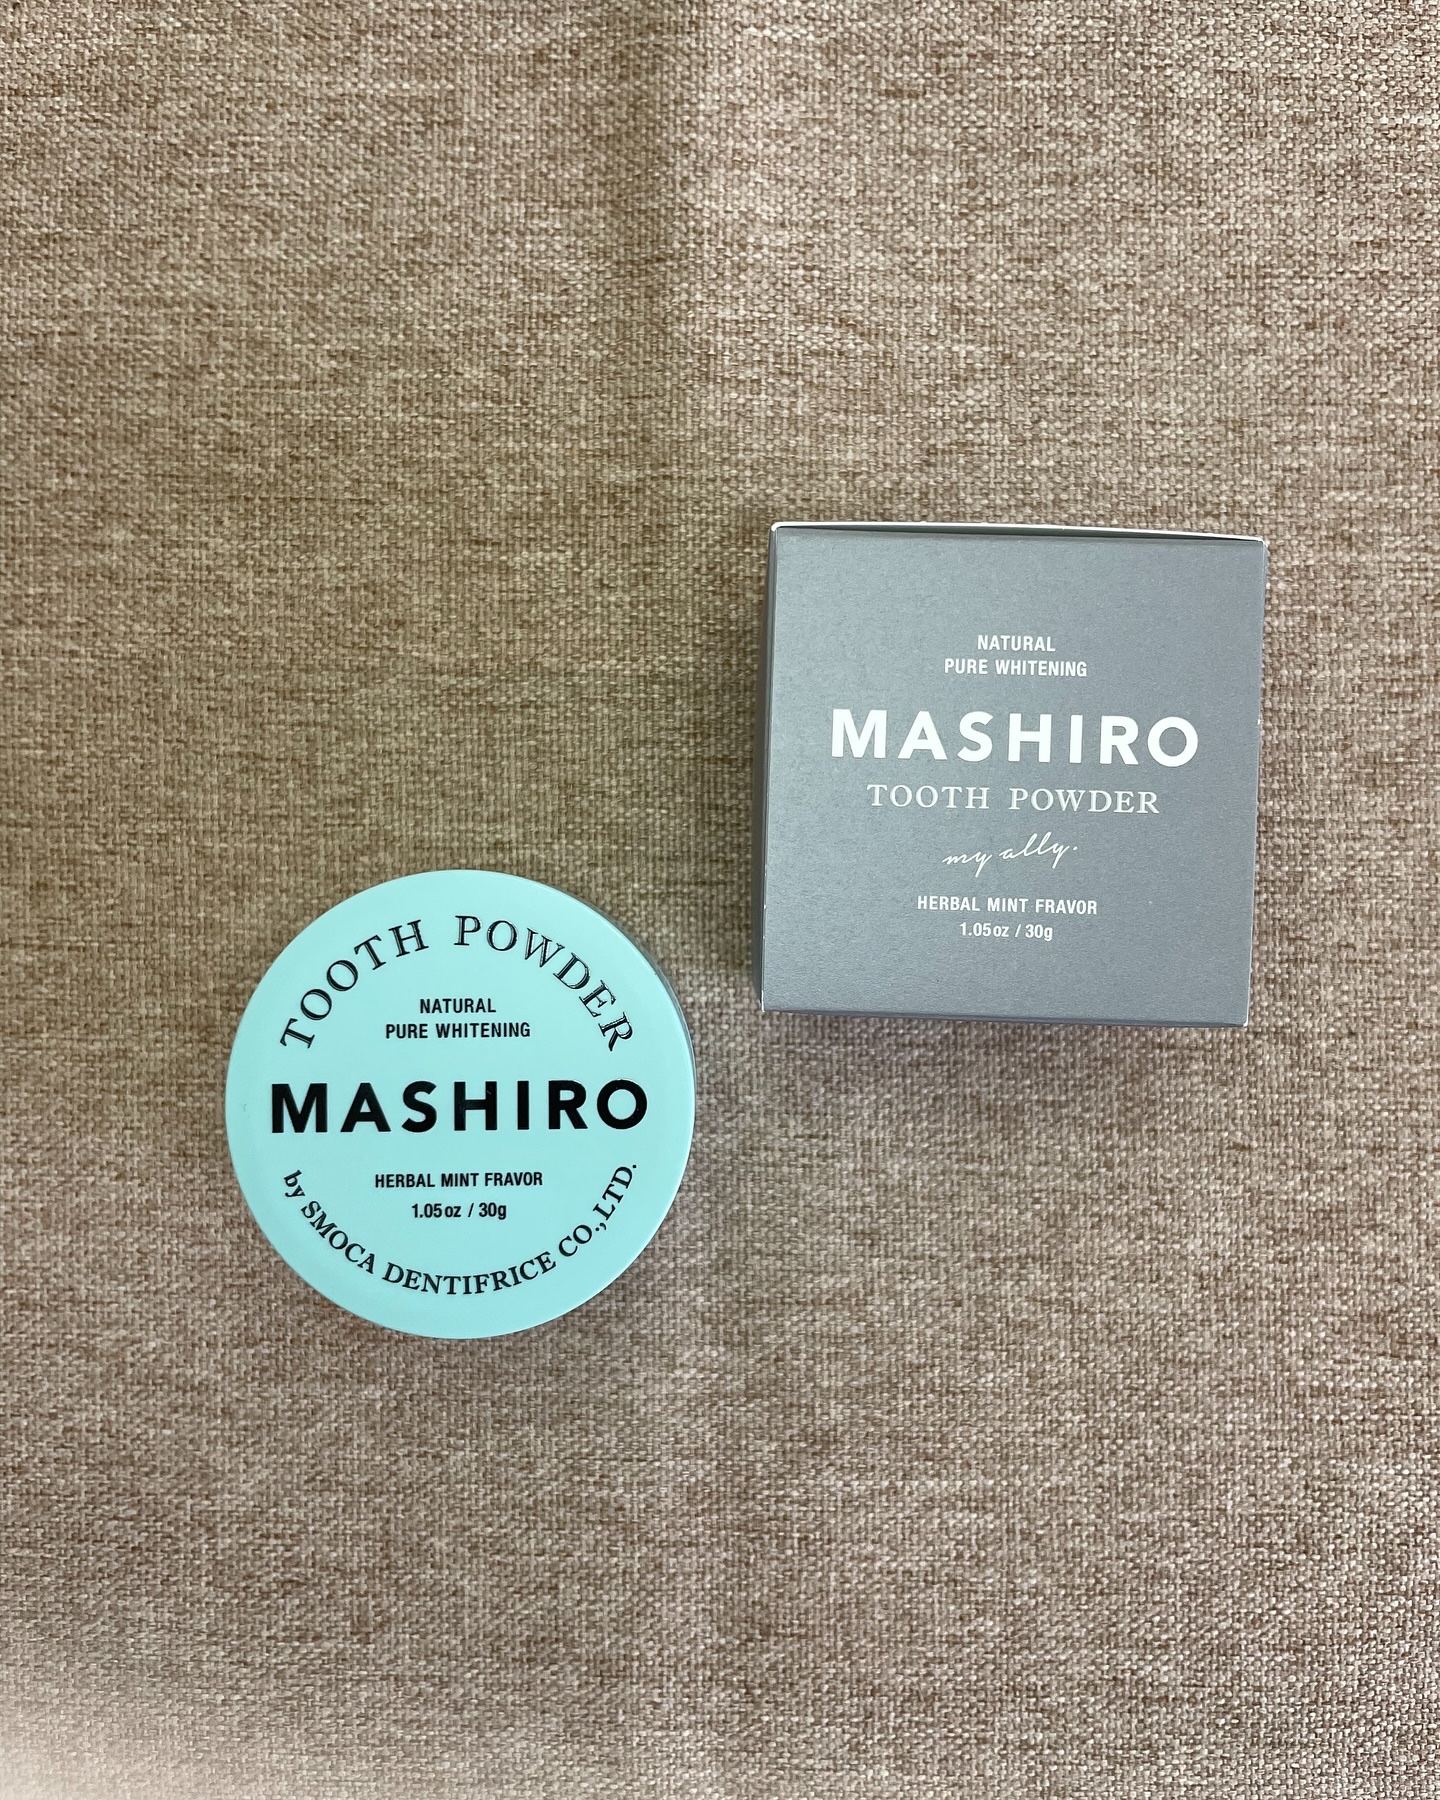 NATURAL
PURE WHITENING
MASHIRO
TOOTH POWDER
my ally.
HERBAL MINT FRAVOR
1.05oz / 30g
TOOTH POWDER
NATURAL
PURE WHITENING
MASHIRO
HERBAL MINT FRAVOR
1.05oz / 30g
by SMOCA DENTIFRICE CO.,LTD.